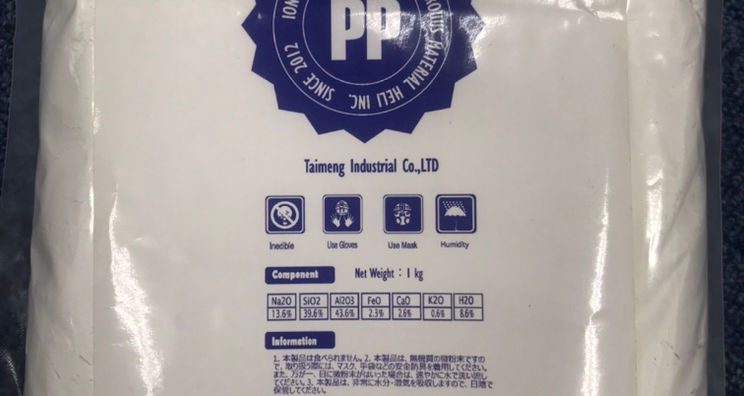 PP
SINCE 2012
MATERIAL HELI INC.
Taimeng Industrial Co.,LTD
Inedible Use Gloves Use Mask Humidity
Component Net Weight : 1 kg
Na2O SiO2 Al2O3 FeO CaO K2O H2O
13.6% 39.6% 43.6% 2.3% 2.6% 0.6% 8.6%
Information
1. 本製品は食べられません。2. 本製品は、無機質の微粉末ですの
で、取り扱う際には、マスク、手袋などの安全防具を着用してください。
また、万が一、目に微粉末がはいった場合は、速やかに水で洗い流し
てください。3. 本製品は、非常に水分・湿気を吸収しますので、日陰で
保管してください。